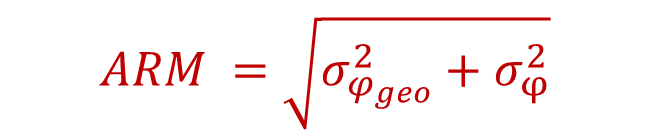 ARM = √(σ²_φ_geo + σ²_φ)